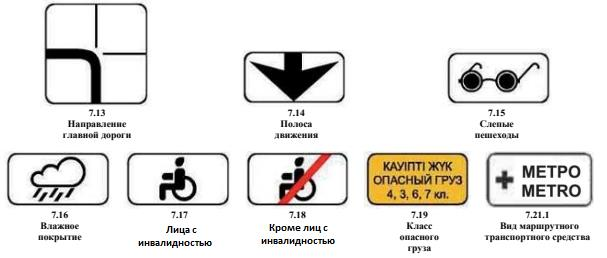 7.13
Направление
главной дороги
7.14
Полоса
движения
7.15
Слепые
пешеходы
7.16
Влажное
покрытие
7.17
Лица с
инвалидностью
7.18
Кроме лиц с
инвалидностью
КАУІПТІ ЖҮК
ОПАСНЫЙ ГРУЗ
4, 3, 6, 7 кл.
7.19
Класс
опасного
груза
+ МЕТРО
METRO
7.21.1
Вид маршрутного
транспортного средства